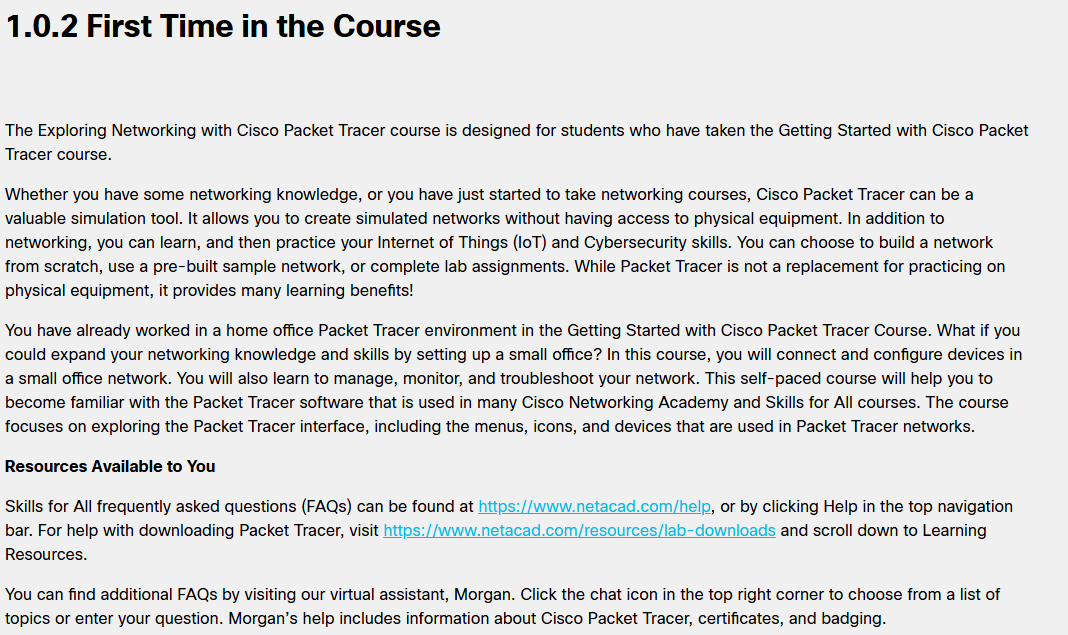 1.0.2 First Time in the Course
The Exploring Networking with Cisco Packet Tracer course is designed for students who have taken the Getting Started with Cisco Packet
Tracer course.
Whether you have some networking knowledge, or you have just started to take networking courses, Cisco Packet Tracer can be a
valuable simulation tool. It allows you to create simulated networks without having access to physical equipment. In addition to
networking, you can learn, and then practice your Internet of Things (IoT) and Cybersecurity skills. You can choose to build a network
from scratch, use a pre-built sample network, or complete lab assignments. While Packet Tracer is not a replacement for practicing on
physical equipment, it provides many learning benefits!
You have already worked in a home office Packet Tracer environment in the Getting Started with Cisco Packet Tracer Course. What if you
could expand your networking knowledge and skills by setting up a small office? In this course, you will connect and configure devices in
a small office network. You will also learn to manage, monitor, and troubleshoot your network. This self-paced course will help you to
become familiar with the Packet Tracer software that is used in many Cisco Networking Academy and Skills for All courses. The course
focuses on exploring the Packet Tracer interface, including the menus, icons, and devices that are used in Packet Tracer networks.
Resources Available to You
Skills for All frequently asked questions (FAQs) can be found at https://www.netacad.com/help, or by clicking Help in the top navigation
bar. For help with downloading Packet Tracer, visit https://www.netacad.com/resources/lab-downloads and scroll down to Learning
Resources.
You can find additional FAQs by visiting our virtual assistant, Morgan. Click the chat icon in the top right corner to choose from a list of
topics or enter your question. Morgan's help includes information about Cisco Packet Tracer, certificates, and badging.